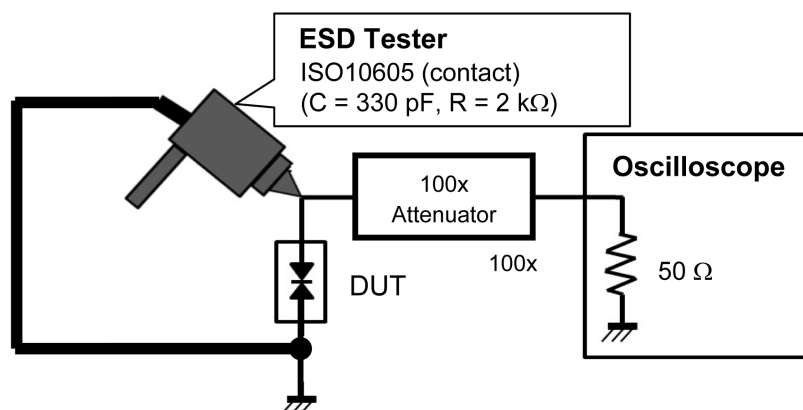 ESD Tester
ISO10605 (contact)
(C = 330 pF, R = 2 kΩ)
100x
Attenuator
100x
Oscilloscope
50 Ω
DUT